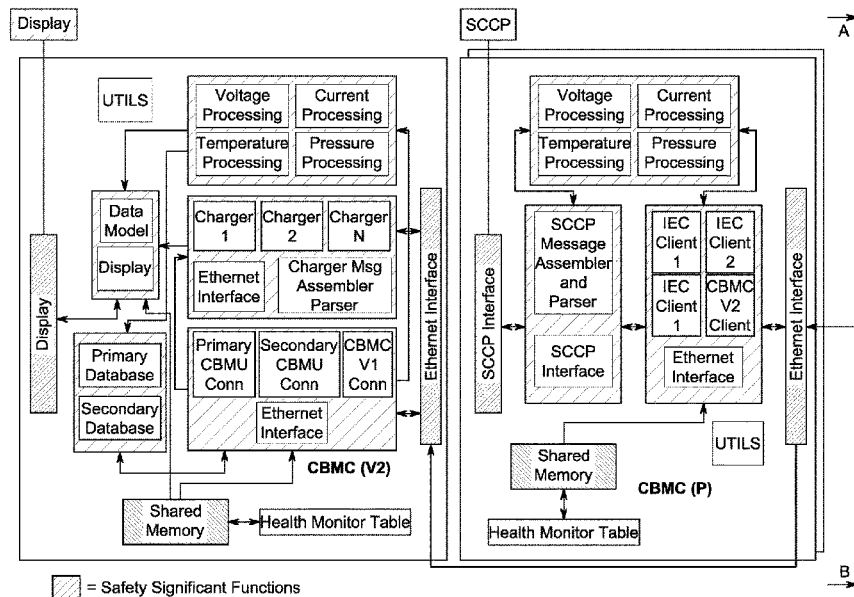 Display
SCCP
A
UTILS
Voltage
Processing
Current
Processing
Temperature
Processing
Pressure
Processing
Data
Model
Display
Display
Charger
1
Charger
2
Charger
N
Ethernet
Interface
Charger Msg
Assembler
Parser
Primary
CBMU
Conn
Secondary
CBMU
Conn
CBMC
V1
Conn
Ethernet
Interface
Primary
Database
Secondary
Database
Ethernet Interface
CBMC (V2)
Shared
Memory
Health Monitor Table
Voltage
Processing
Current
Processing
Temperature
Processing
Pressure
Processing
SCCP Interface
SCCP
Message
Assembler
and
Parser
SCCP
Interface
IEC
Client
1
IEC
Client
2
IEC
Client
1
CBMC
V2
Client
Ethernet
Interface
Ethernet Interface
UTILS
Shared
Memory
CBMC (P)
Health Monitor Table
B
= Safety Significant Functions